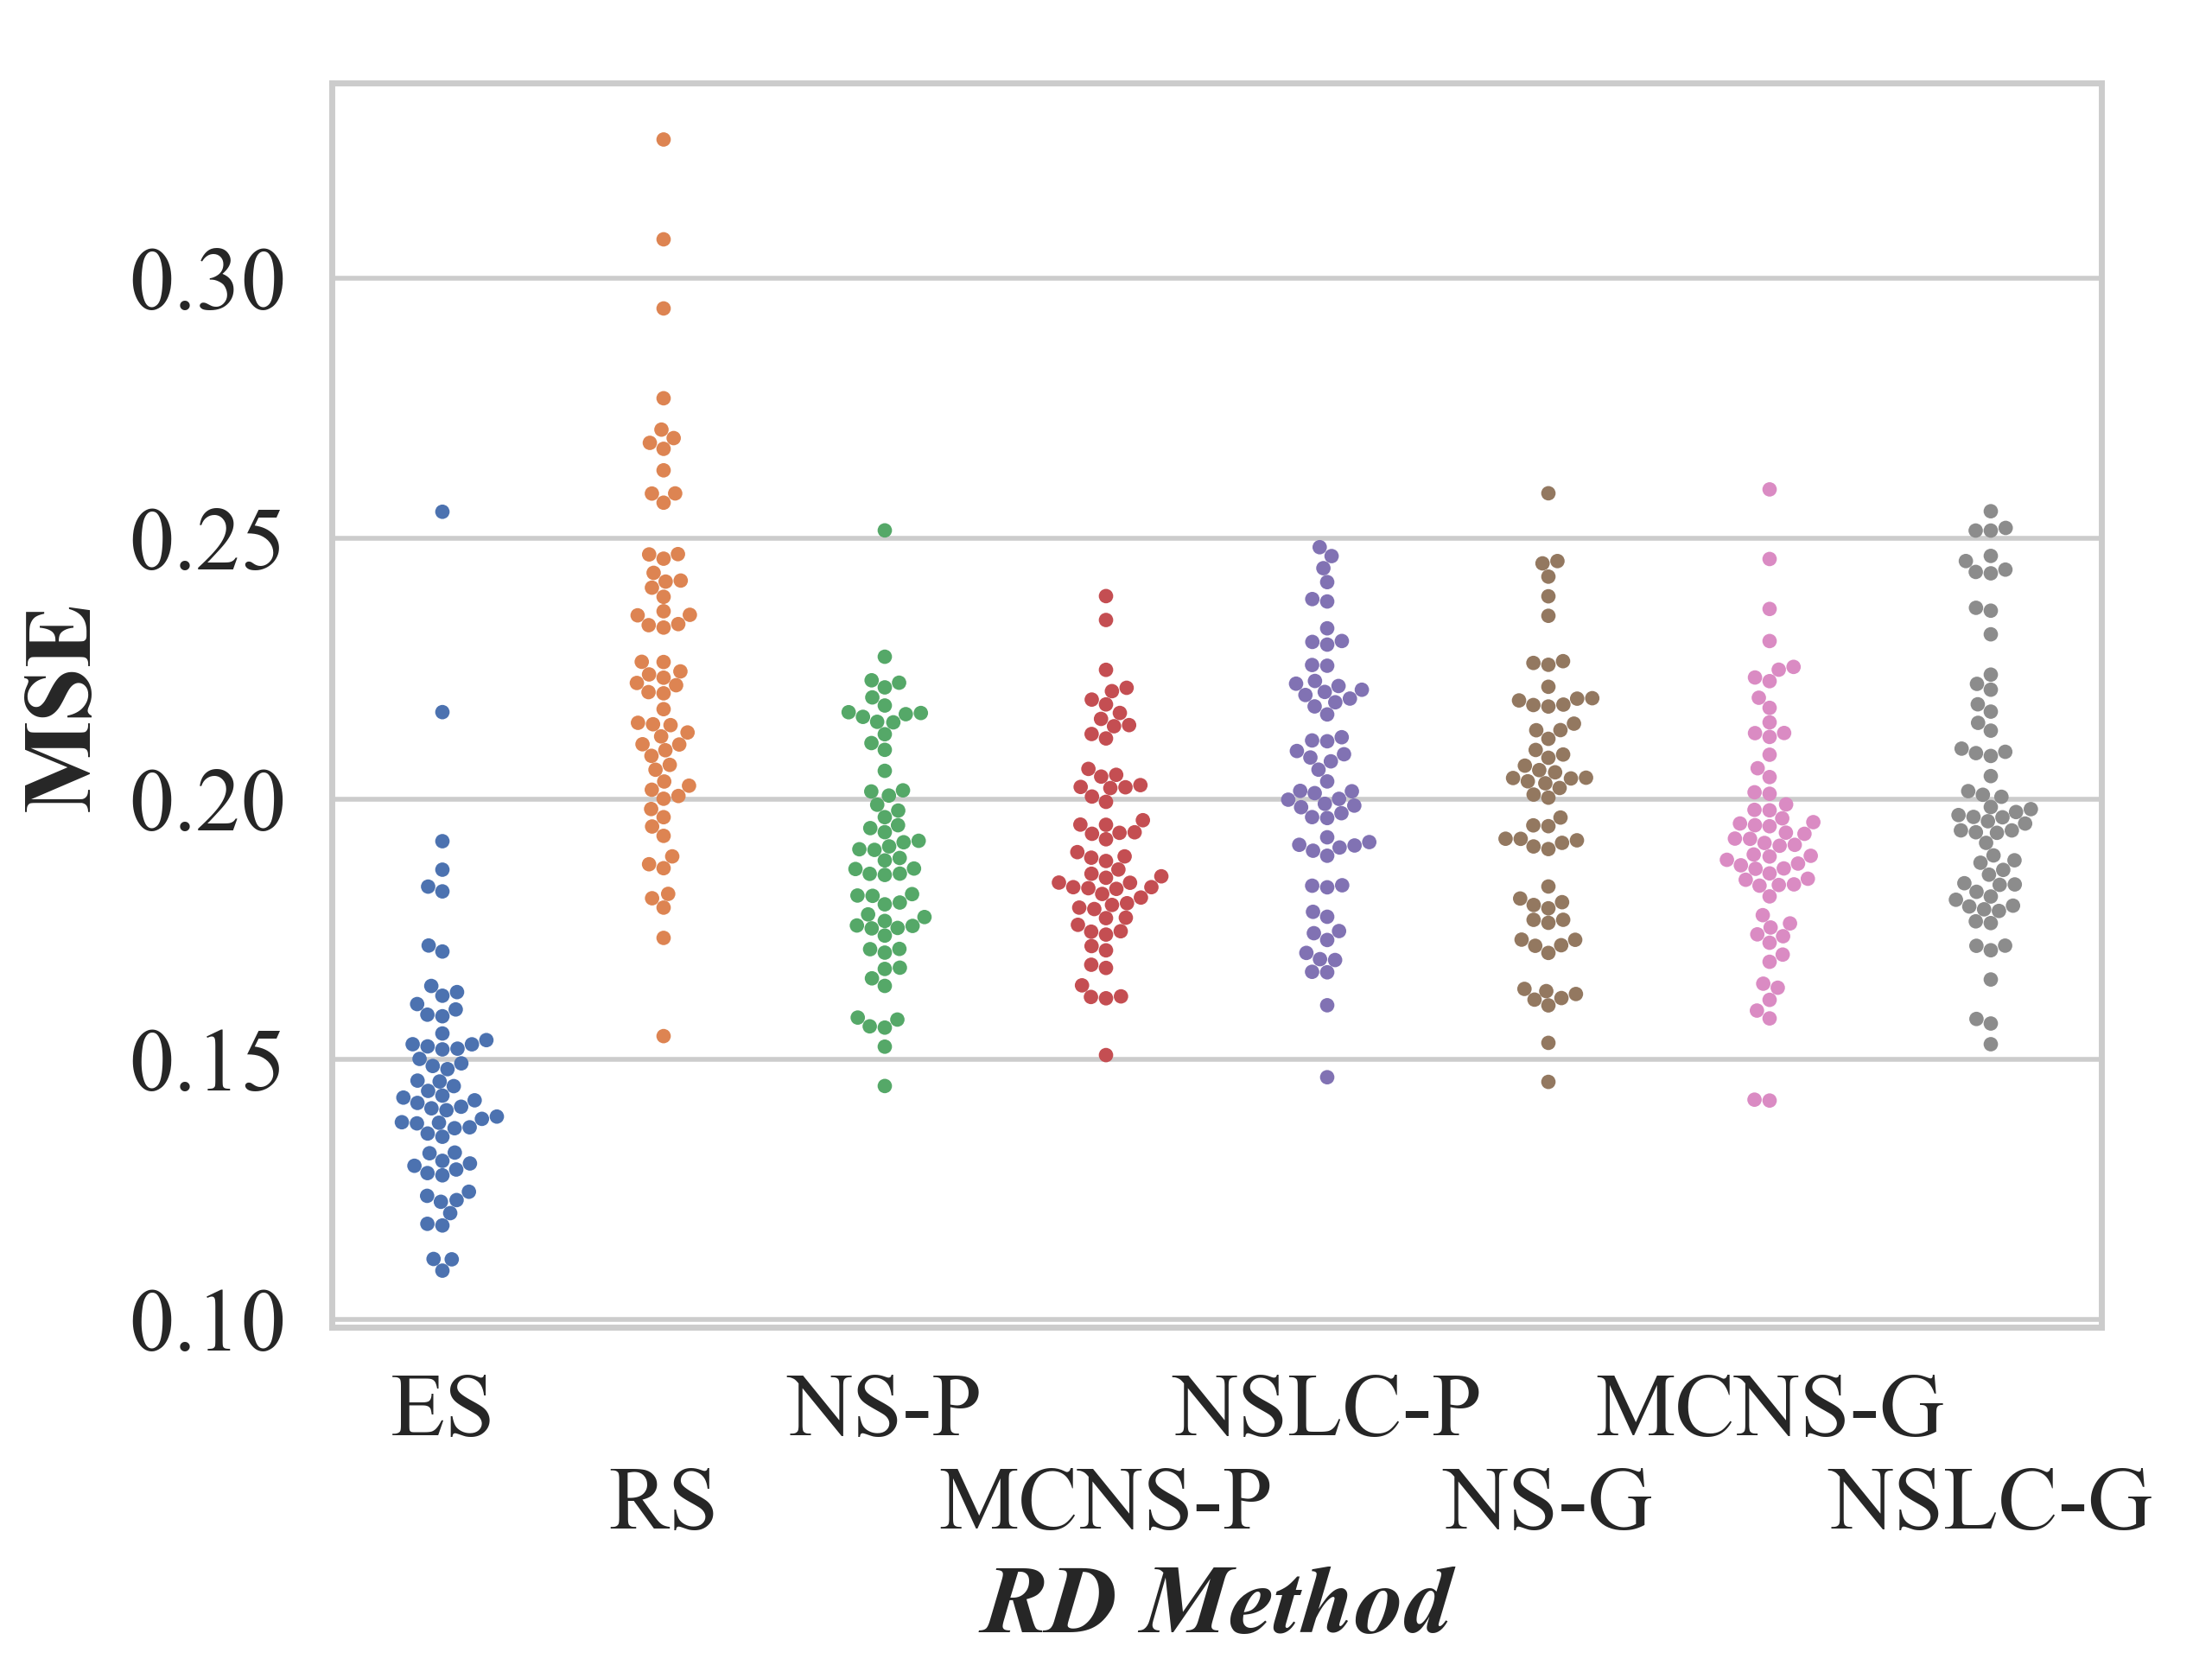 MSE
0.30
0.25
0.20
0.15
0.10
ES NS-P NSLC-P MCNS-G
RS MCNS-P NS-G NSLC-G
RD Method